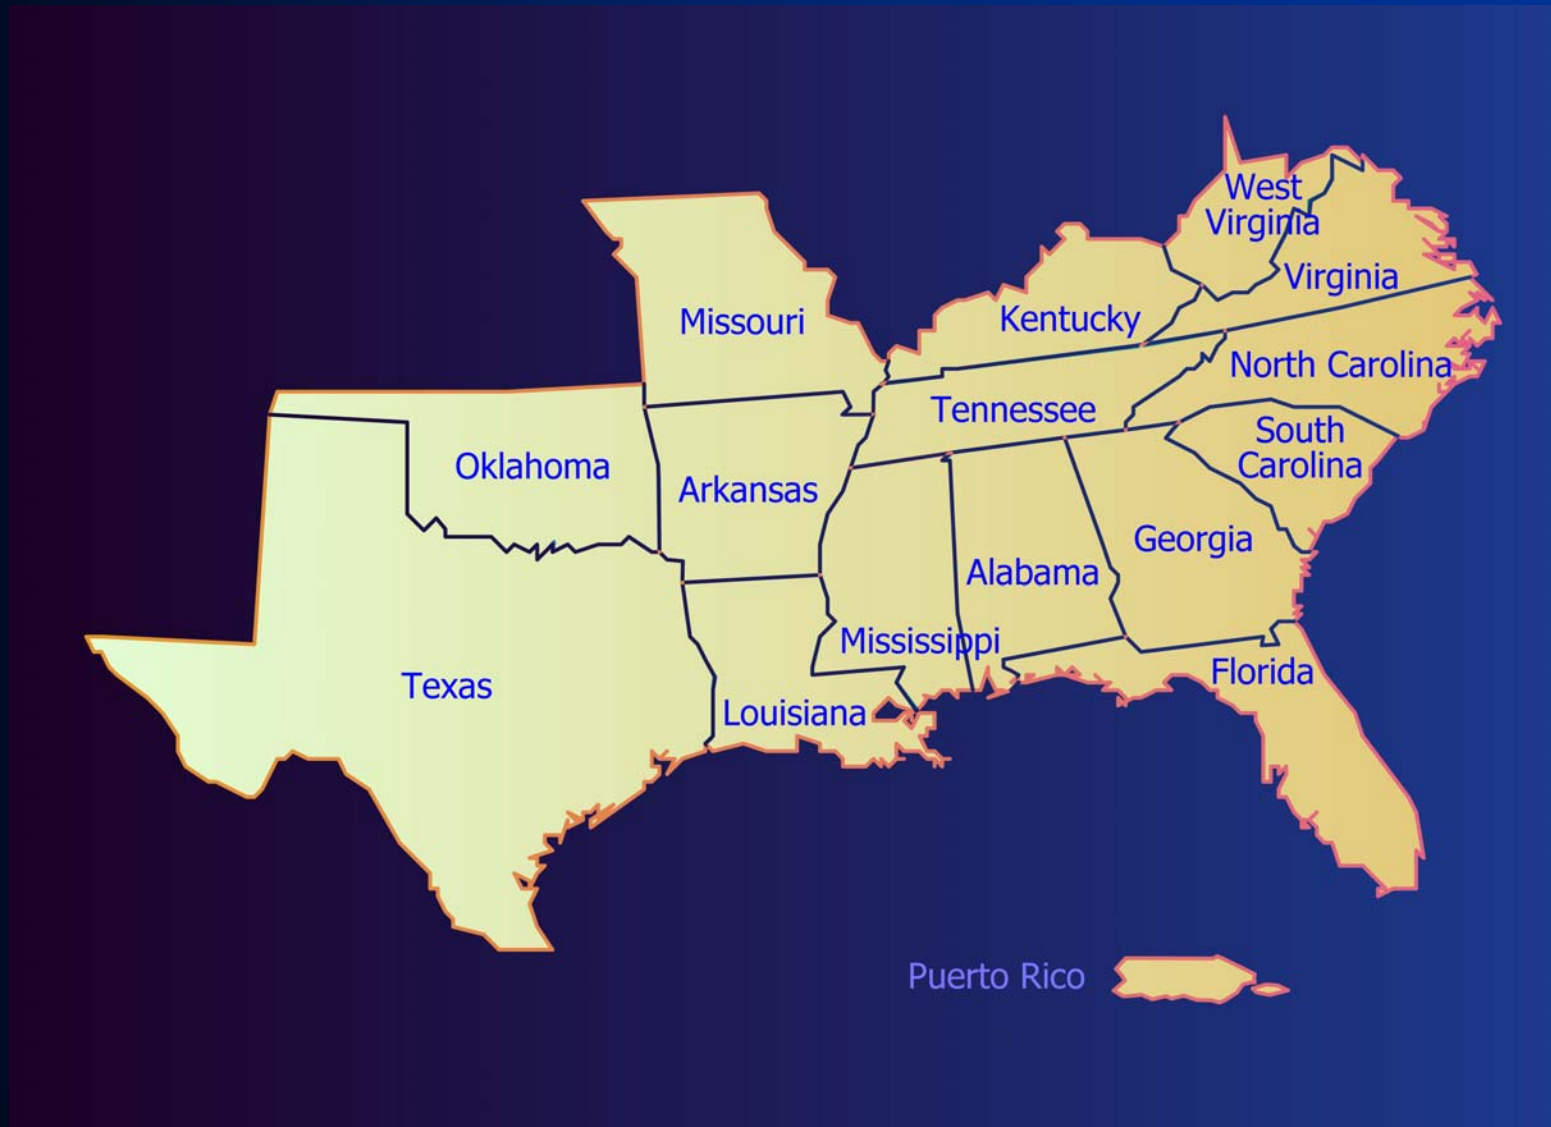 West
Virginia
Virginia
Missouri
Kentucky
North Carolina
Tennessee
South
Carolina
Oklahoma
Arkansas
Georgia
Alabama
Mississippi
Florida
Texas
Louisiana
Puerto Rico